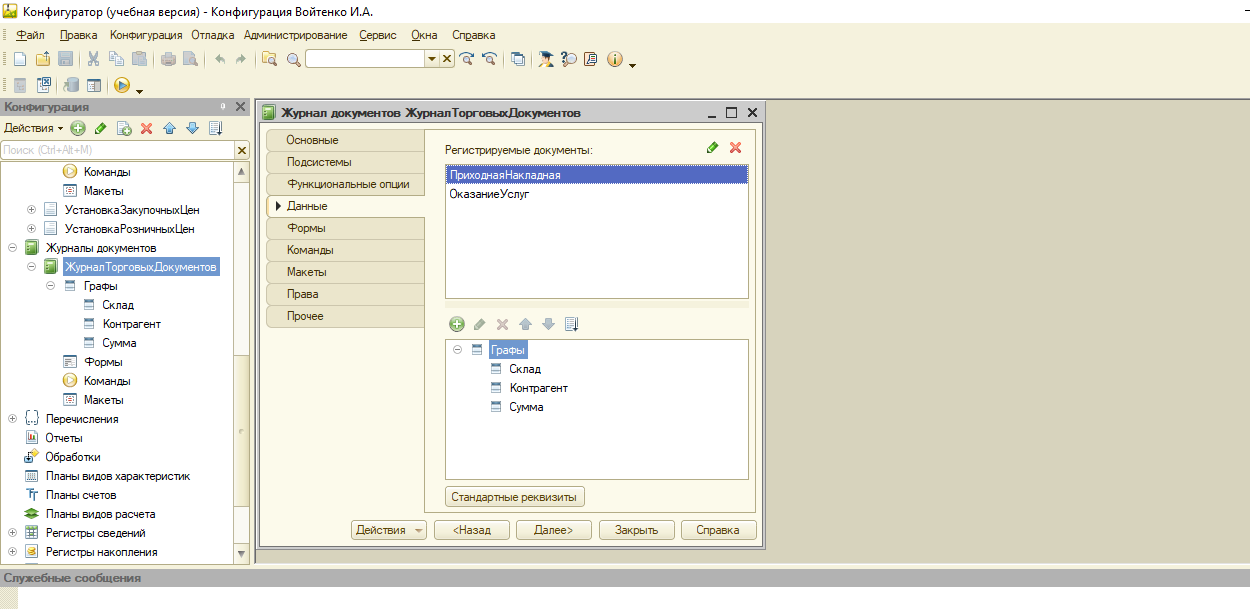 Конфигуратор (учебная версия) - Конфигурация Войтенко И.А.
Файл Правка Конфигурация Отладка Администрирование Сервис Окна Справка
Конфигурация
Действия
Поиск (Ctrl+Alt+M)
Команды
Макеты
УстановкаЗакупочныхЦен
УстановкаРозничныхЦен
Журналы документов
ЖурналТорговыхДокументов
Графы
Склад
Контрагент
Сумма
Формы
Команды
Макеты
Перечисления
Отчеты
Обработки
Планы видов характеристик
Планы счетов
Планы видов расчета
Регистры сведений
Регистры накопления
Журнал документов ЖурналТорговыхДокументов
Основные
Подсистемы
Функциональные опции
Данные
Формы
Команды
Макеты
Права
Прочее
Регистрируемые документы:
ПриходнаяНакладная
ОказаниеУслуг
Графы
Склад
Контрагент
Сумма
Стандартные реквизиты
Действия <Назад Далее> Закрыть Справка
Служебные сообщения